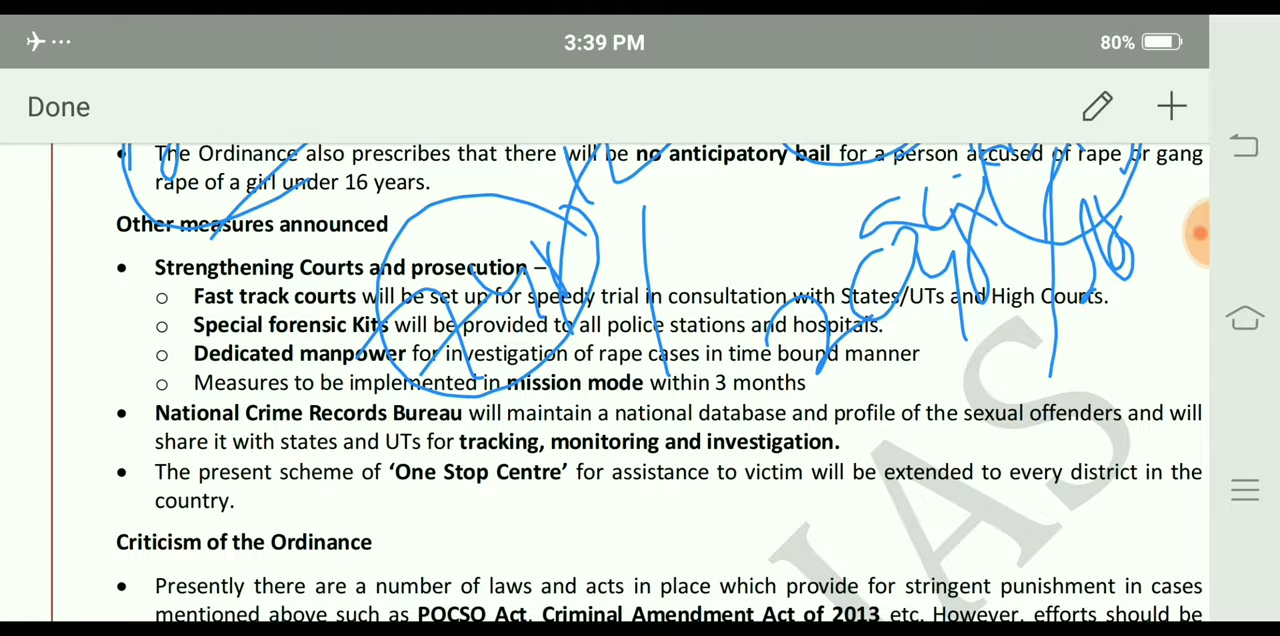 3:39 PM
80%
Done
• The Ordinance also prescribes that there will be no anticipatory bail for a person accused of rape or gang
rape of a girl under 16 years.
Other measures announced
• Strengthening Courts and prosecution –
o Fast track courts will be set up for speedy trial in consultation with States/UTs and High Courts.
o Special forensic Kits will be provided to all police stations and hospitals.
o Dedicated manpower for investigation of rape cases in time bound manner
o Measures to be implemented in mission mode within 3 months
• National Crime Records Bureau will maintain a national database and profile of the sexual offenders and will
share it with states and UTs for tracking, monitoring and investigation.
• The present scheme of ‘One Stop Centre’ for assistance to victim will be extended to every district in the
country.
Criticism of the Ordinance
• Presently there are a number of laws and acts in place which provide for stringent punishment in cases
mentioned above such as POCSO Act, Criminal Amendment Act of 2013 etc. However, efforts should be
IAS